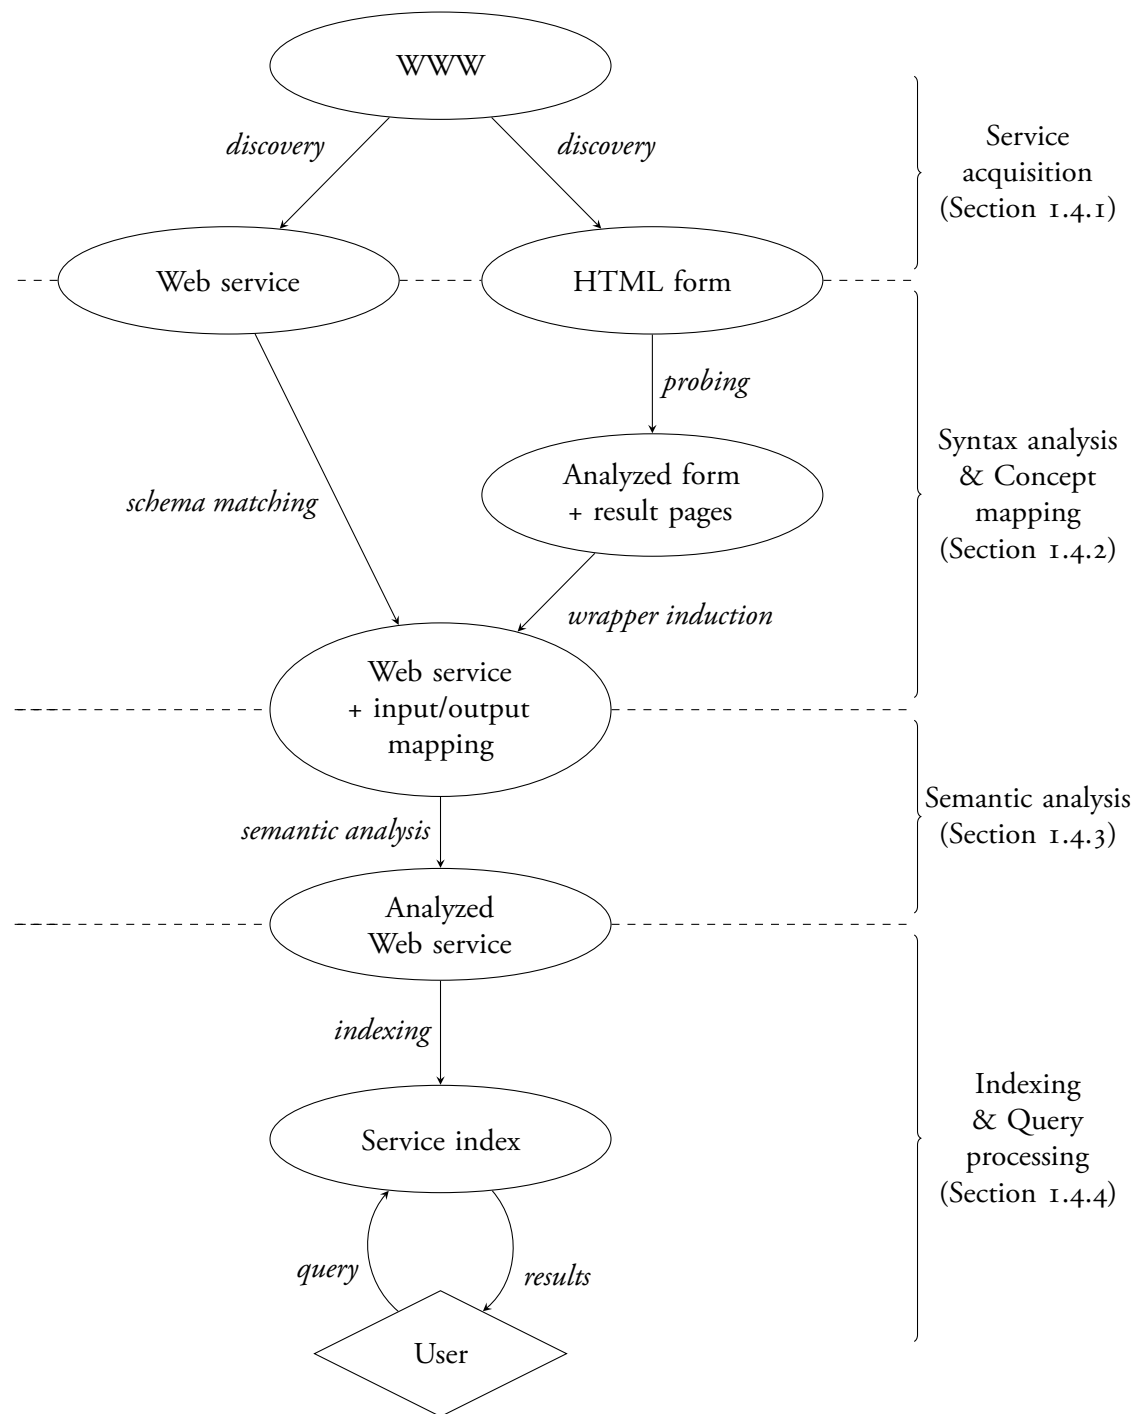 WWW
discovery
discovery
Service
acquisition
(Section 1.4.1)
Web service
HTML form
probing
Analyzed form
+ result pages
schema matching
wrapper induction
Syntax analysis
& Concept
mapping
(Section 1.4.2)
Web service
+ input/output
mapping
semantic analysis
Semantic analysis
(Section 1.4.3)
Analyzed
Web service
indexing
Service index
Indexing
& Query
processing
(Section 1.4.4)
query
results
User